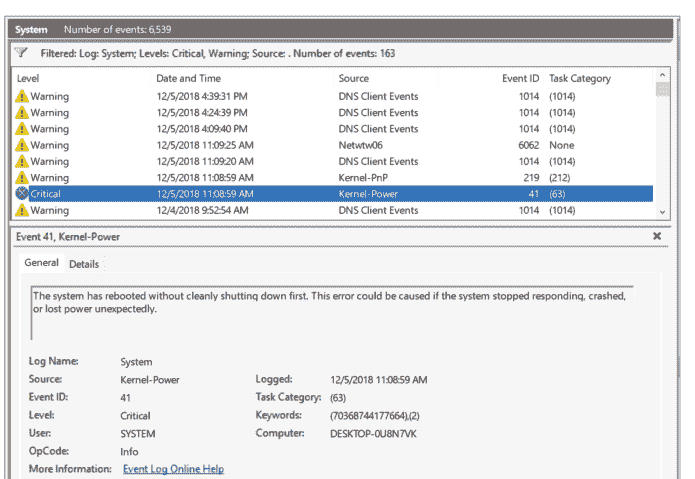 System Number of events: 6,539
Filtered: Log: System; Levels: Critical, Warning; Source: . Number of events: 163
Level Date and Time Source Event ID Task Category
Warning 12/5/2018 4:39:31 PM DNS Client Events 1014 (1014)
Warning 12/5/2018 4:24:39 PM DNS Client Events 1014 (1014)
Warning 12/5/2018 4:09:40 PM DNS Client Events 1014 (1014)
Warning 12/5/2018 11:09:25 AM Netwtw06 6062 None
Warning 12/5/2018 11:09:20 AM DNS Client Events 1014 (1014)
Warning 12/5/2018 11:08:59 AM Kernel-PnP 219 (212)
Critical 12/5/2018 11:08:59 AM Kernel-Power 41 (63)
Warning 12/4/2018 9:52:54 AM DNS Client Events 1014 (1014)
Event 41, Kernel-Power
General Details
The system has rebooted without cleanly shutting down first. This error could be caused if the system stopped responding, crashed,
or lost power unexpectedly.
Log Name: System
Source: Kernel-Power Logged: 12/5/2018 11:08:59 AM
Event ID: 41 Task Category: (63)
Level: Critical Keywords: (70368744177664),(2)
User: SYSTEM Computer: DESKTOP-0U8N7VK
OpCode: Info
More Information: Event Log Online Help